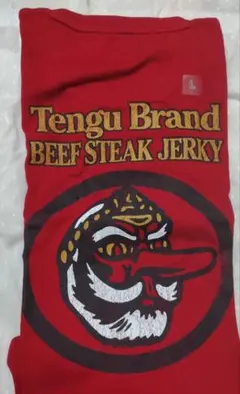 L
Tengu Brand
BEEF STEAK JERKY